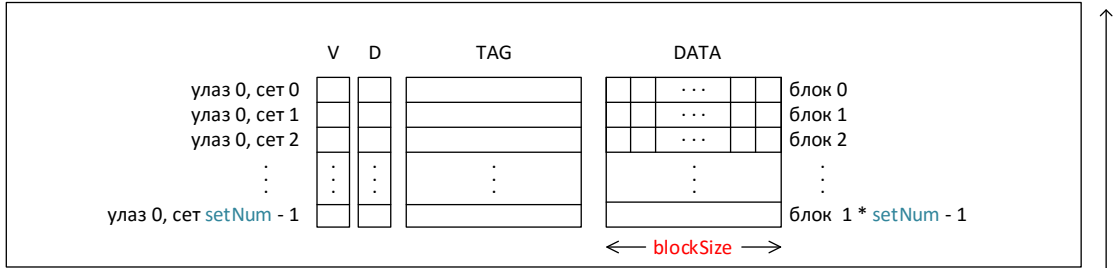 V D TAG DATA
улаз 0, сет 0 · · · блок 0
улаз 0, сет 1 · · · блок 1
улаз 0, сет 2 · · · блок 2
улаз 0, сет setNum - 1 блок 1 * setNum - 1
blockSize